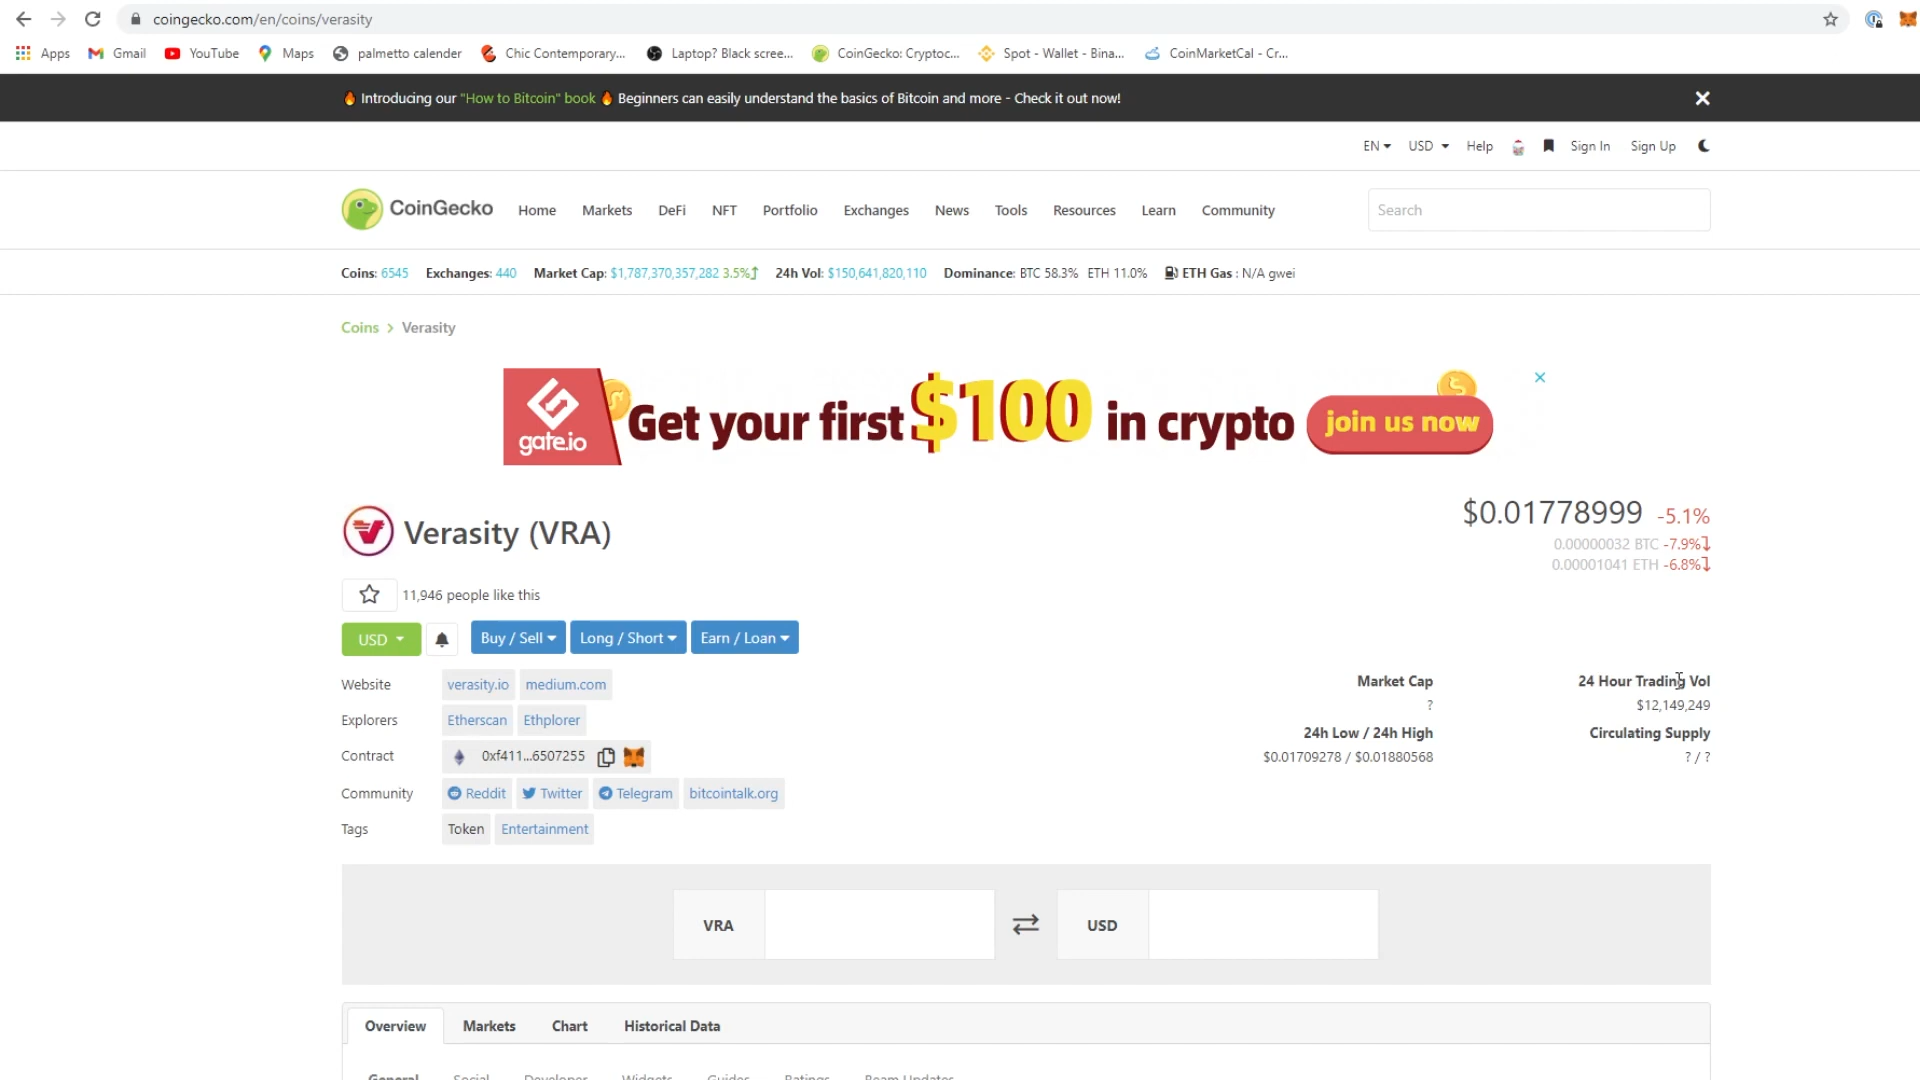 coingecko.com/en/coins/verasity
Apps Gmail YouTube Maps palmetto calender Chic Contemporary... Laptop? Black scree... CoinGecko: Cryptoc... Spot - Wallet - Bina... CoinMarketCal - Cr...
Introducing our "How to Bitcoin" book Beginners can easily understand the basics of Bitcoin and more - Check it out now!
EN USD Help Sign In Sign Up
CoinGecko Home Markets DeFi NFT Portfolio Exchanges News Tools Resources Learn Community Search
Coins: 6545 Exchanges: 440 Market Cap: $1,787,370,357,282 3.5% 24h Vol: $150,641,820,110 Dominance: BTC 58.3% ETH 11.0% ETH Gas : N/A gwei
Coins > Verasity
gate.io Get your first $100 in crypto join us now
Verasity (VRA)
$0.01778999 -5.1%
0.00000032 BTC -7.9%
0.00001041 ETH -6.8%
11,946 people like this
USD Buy / Sell Long / Short Earn / Loan
Website verasity.io medium.com
Explorers Etherscan Ethplorer
Contract 0xf411...6507255
Community Reddit Twitter Telegram bitcointalk.org
Tags Token Entertainment
Market Cap 24 Hour Trading Vol
? $12,149,249
24h Low / 24h High Circulating Supply
$0.01709278 / $0.01880568 ? / ?
VRA USD
Overview Markets Chart Historical Data
General Social Developer Widgets Guides Ratings Beam Updates